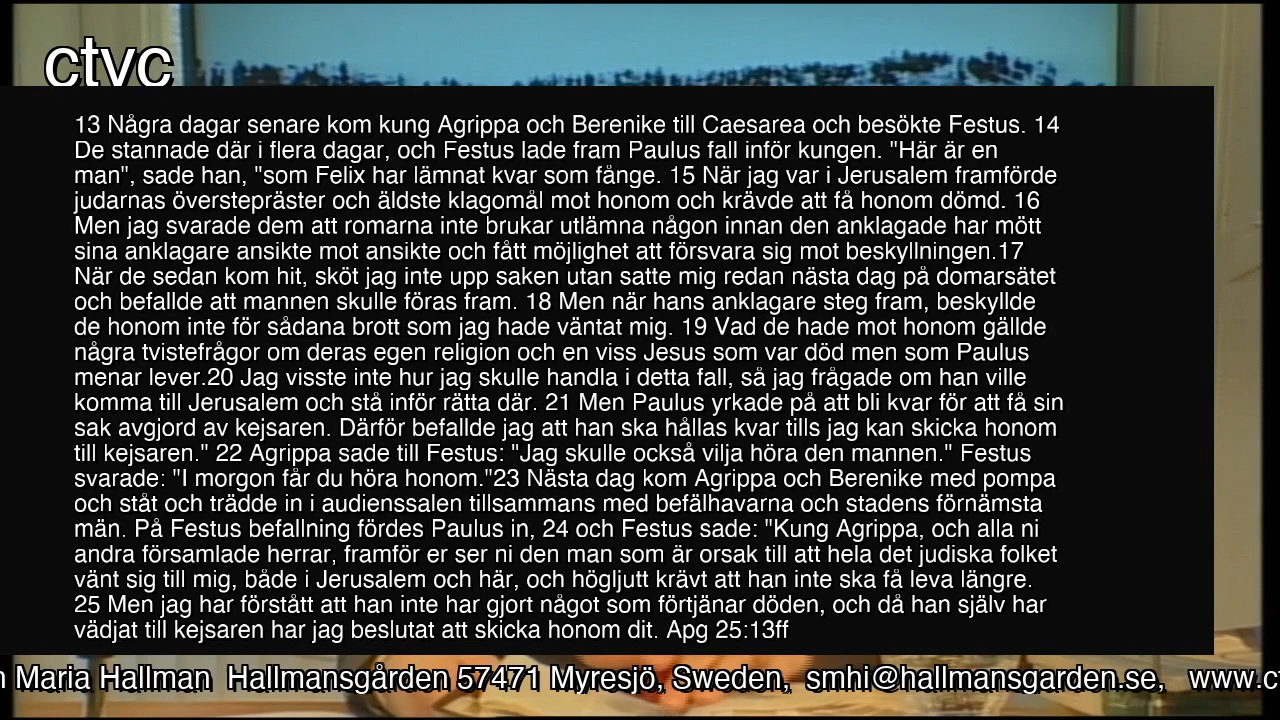 ctvc
13 Några dagar senare kom kung Agrippa och Berenike till Caesarea och besökte Festus. 14
De stannade där i flera dagar, och Festus lade fram Paulus fall inför kungen. "Här är en
man", sade han, "som Felix har lämnat kvar som fånge. 15 När jag var i Jerusalem framförde
judarnas överstepräster och äldste klagomål mot honom och krävde att få honom dömd. 16
Men jag svarade dem att romarna inte brukar utlämna någon innan den anklagade har mött
sina anklagare ansikte mot ansikte och fått möjlighet att försvara sig mot beskyllningen.17
När de sedan kom hit, sköt jag inte upp saken utan satte mig redan nästa dag på domarsätet
och befallde att mannen skulle föras fram. 18 Men när hans anklagare steg fram, beskyllde
de honom inte för sådana brott som jag hade väntat mig. 19 Vad de hade mot honom gällde
några tvistefrågor om deras egen religion och en viss Jesus som var död men som Paulus
menar lever.20 Jag visste inte hur jag skulle handla i detta fall, så jag frågade om han ville
komma till Jerusalem och stå inför rätta där. 21 Men Paulus yrkade på att bli kvar för att få sin
sak avgjord av kejsaren. Därför befallde jag att han ska hållas kvar tills jag kan skicka honom
till kejsaren." 22 Agrippa sade till Festus: "Jag skulle också vilja höra den mannen." Festus
svarade: "I morgon får du höra honom."23 Nästa dag kom Agrippa och Berenike med pompa
och ståt och trädde in i audienssalen tillsammans med befälhavarna och stadens förnämsta
män. På Festus befallning fördes Paulus in, 24 och Festus sade: "Kung Agrippa, och alla ni
andra församlade herrar, framför er ser ni den man som är orsak till att hela det judiska folket
vänt sig till mig, både i Jerusalem och här, och högljutt krävt att han inte ska få leva längre.
25 Men jag har förstått att han inte har gjort något som förtjänar döden, och då han själv har
vädjat till kejsaren har jag beslutat att skicka honom dit. Apg 25:13ff
Maria Hallman Hallmansgården 57471 Myresjö, Sweden, smhi@hallmansgarden.se, www.c